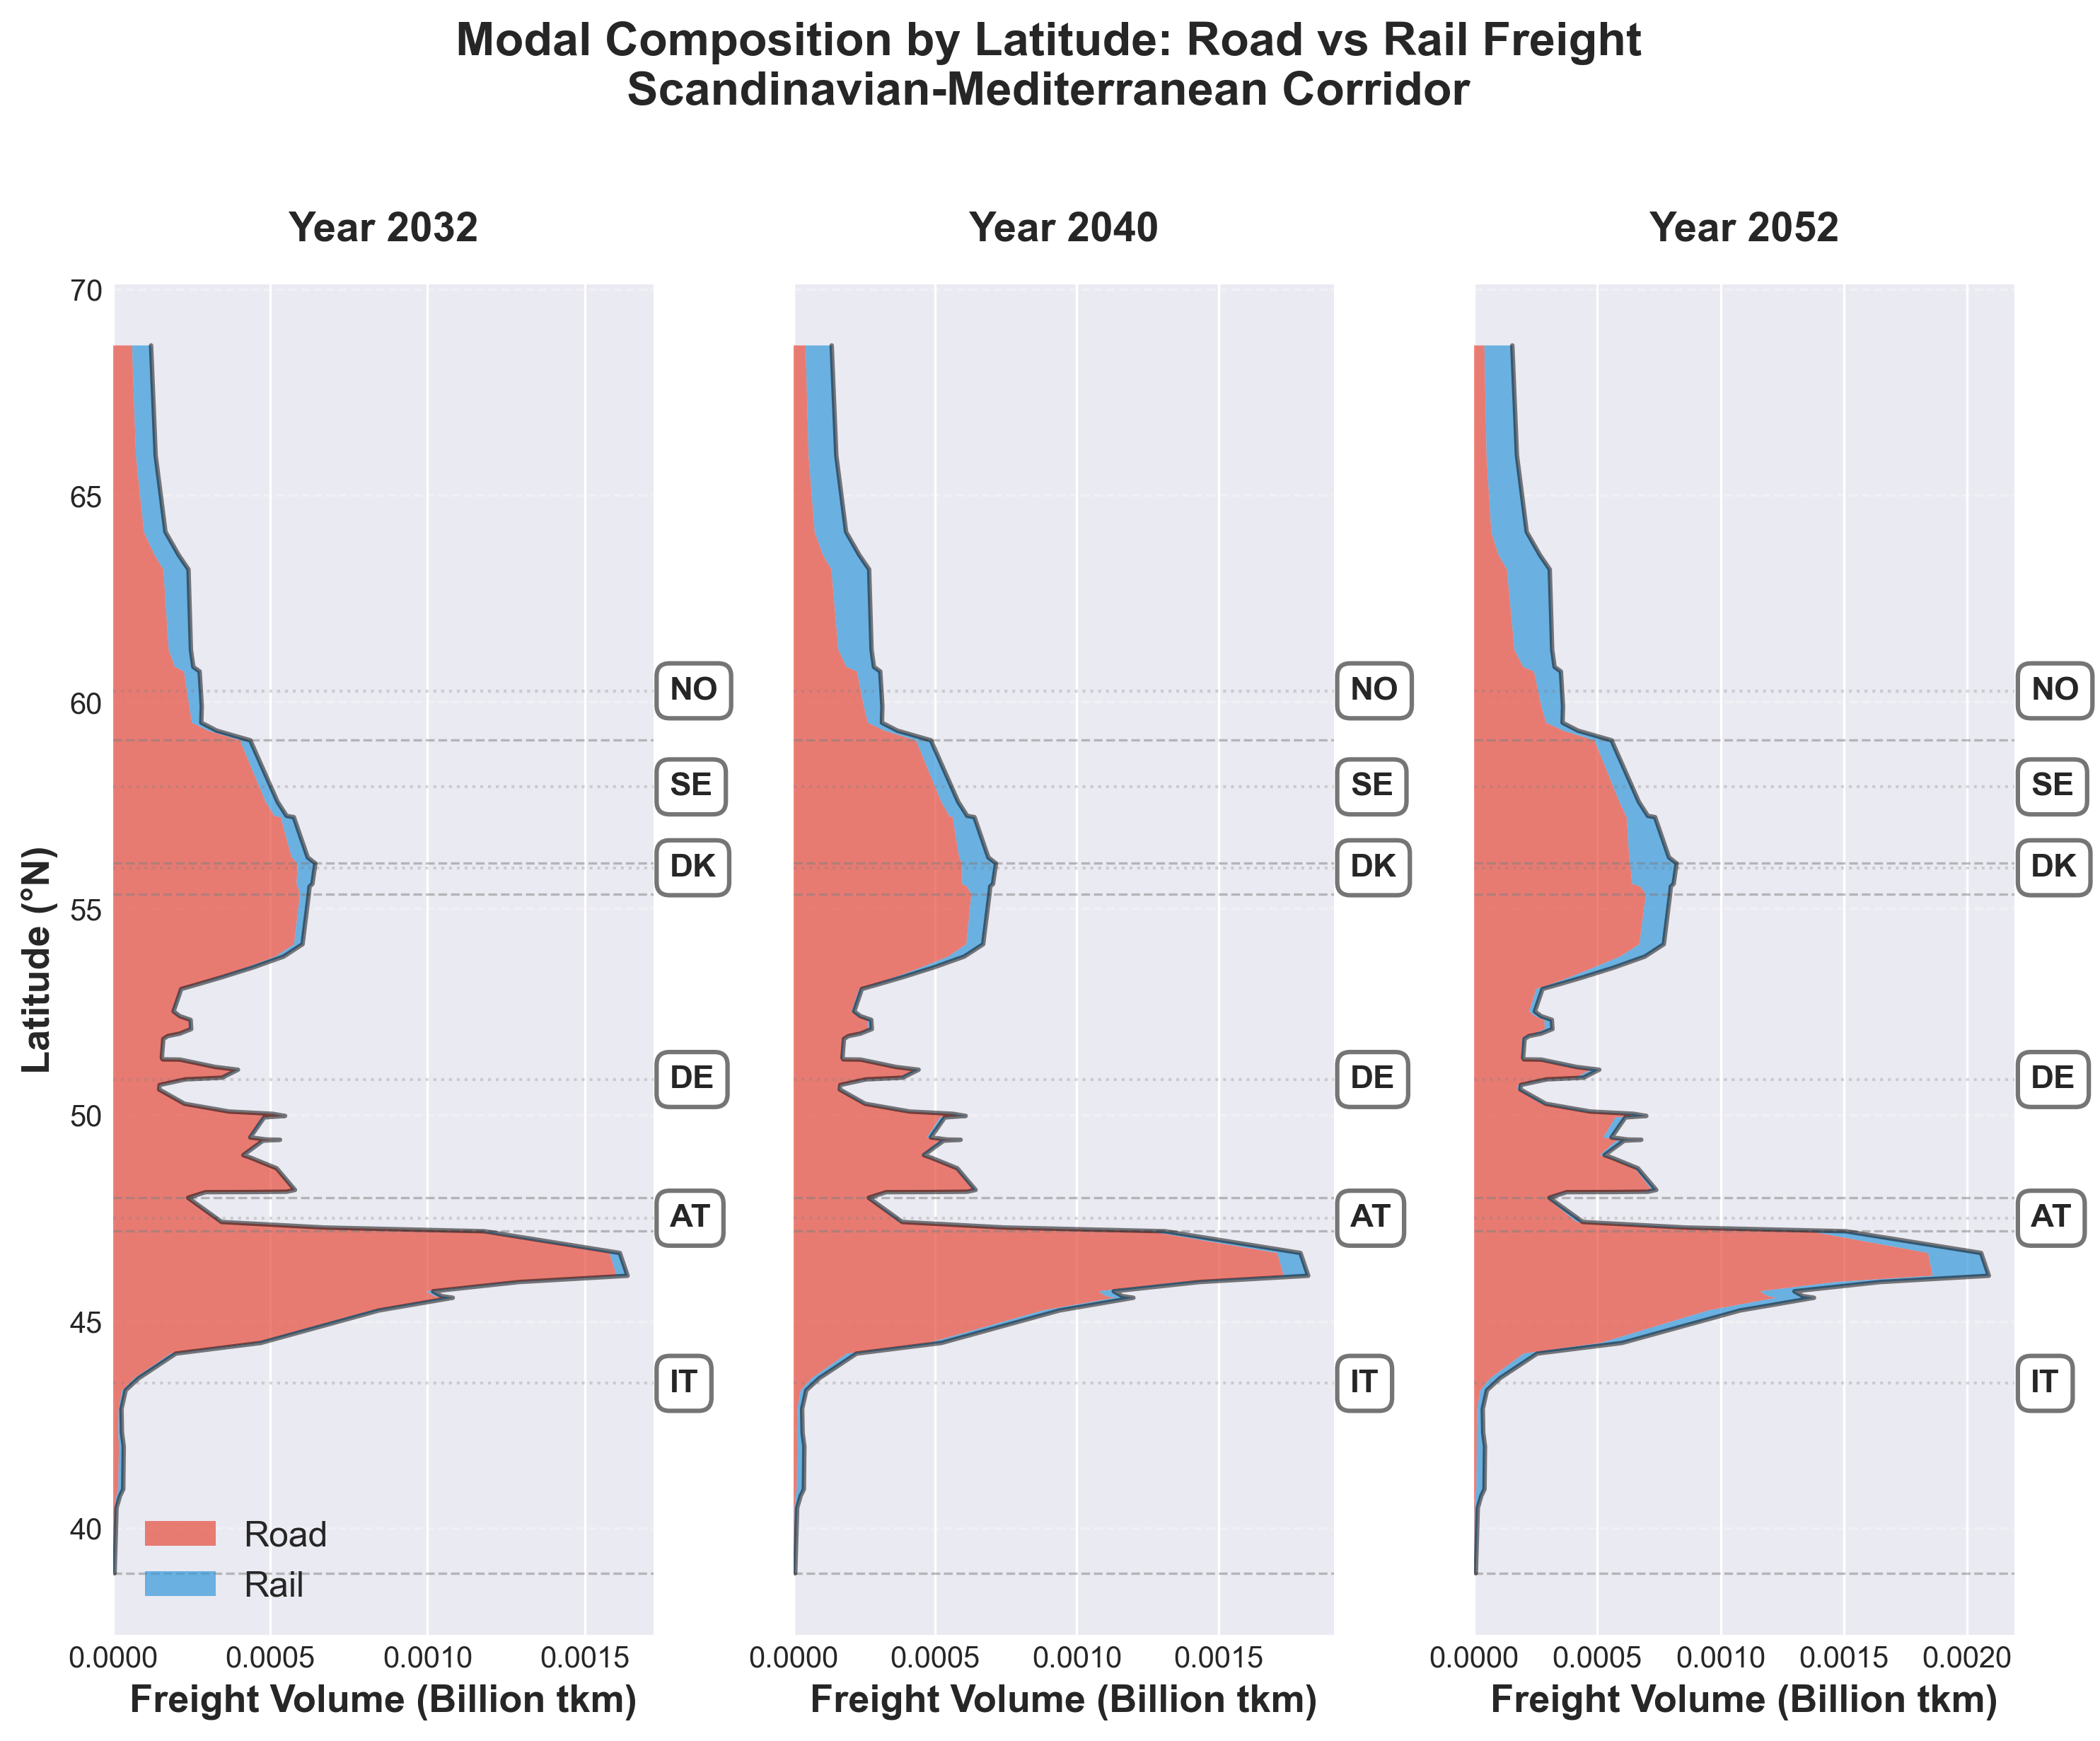 Modal Composition by Latitude: Road vs Rail Freight
Scandinavian-Mediterranean Corridor
Year 2032
Year 2040
Year 2052
Latitude (°N)
70
65
60
55
50
45
40
NO
SE
DK
DE
AT
IT
NO
SE
DK
DE
AT
IT
NO
SE
DK
DE
AT
IT
Road
Rail
0.0000 0.0005 0.0010 0.0015
0.0000 0.0005 0.0010 0.0015
0.0000 0.0005 0.0010 0.0015 0.0020
Freight Volume (Billion tkm)
Freight Volume (Billion tkm)
Freight Volume (Billion tkm)